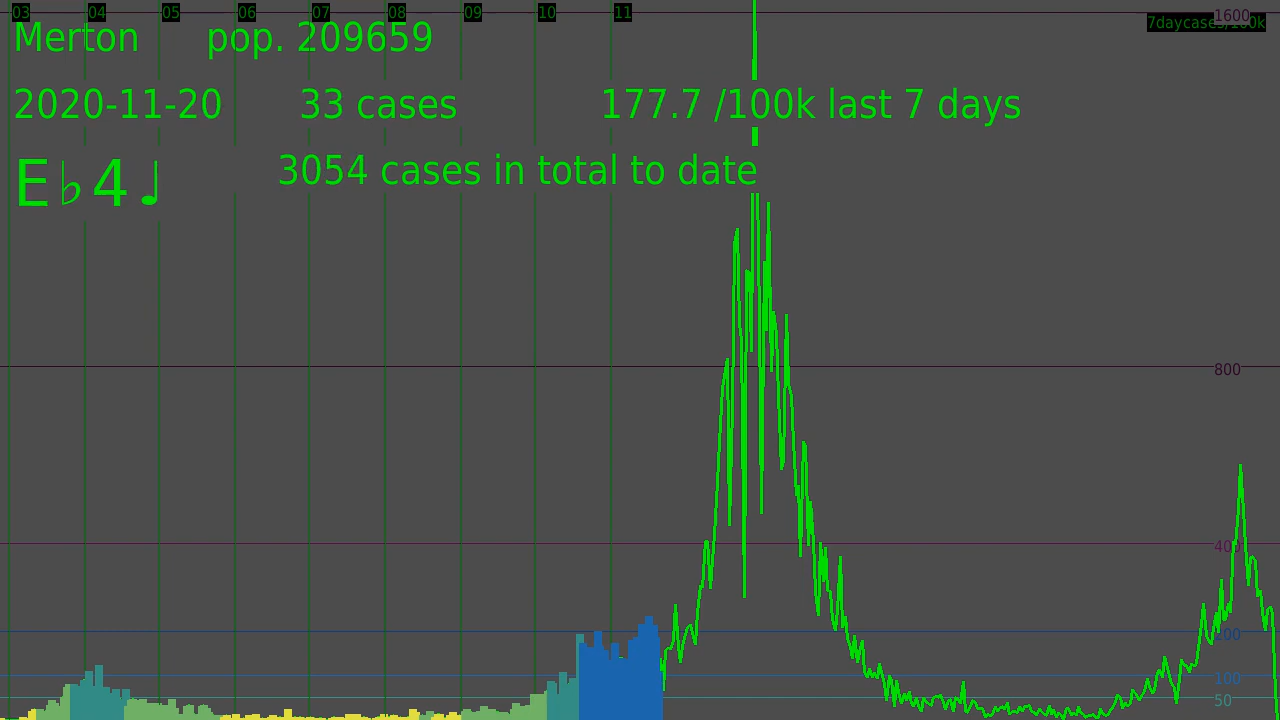 03 04 05 06 07 08 09 10 11
1600
7daycases/100k
Merton pop. 209659
2020-11-20 33 cases 177.7 /100k last 7 days
E♭4♩ 3054 cases in total to date
800
400
200
100
50